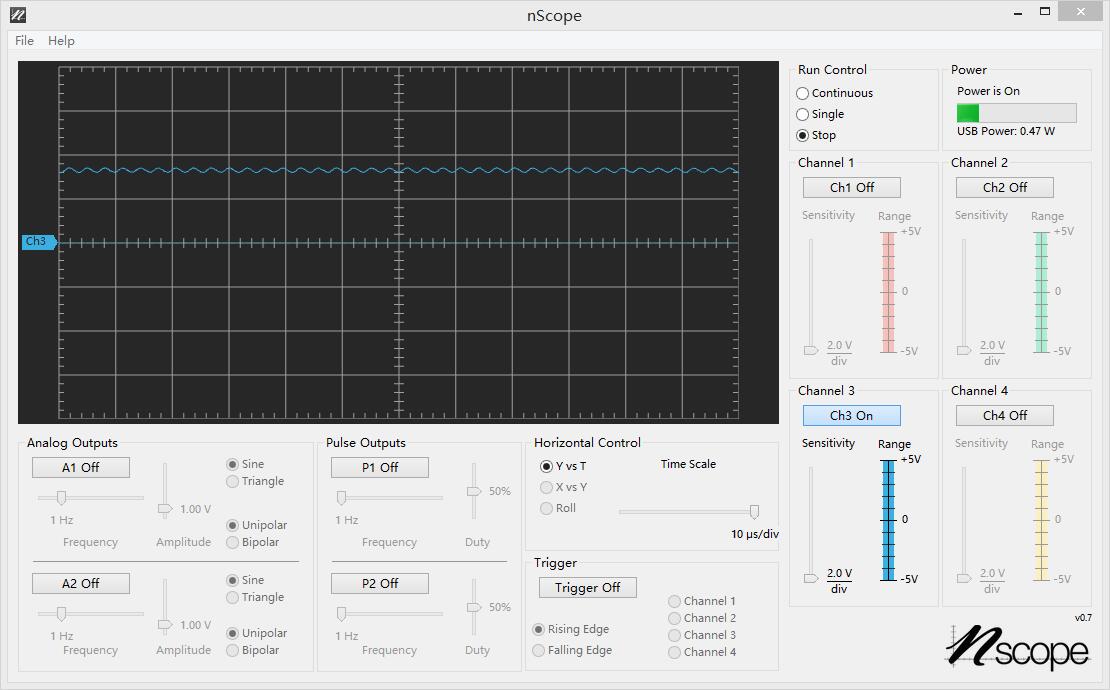 nScope
File Help
Ch3
Run Control
Continuous
Single
Stop
Power
Power is On
USB Power: 0.47 W
Channel 1
Ch1 Off
Sensitivity Range
+5V
0
2.0 V
div
-5V
Channel 2
Ch2 Off
Sensitivity Range
+5V
0
2.0 V
div
-5V
Channel 3
Ch3 On
Sensitivity Range
+5V
0
2.0 V
div
-5V
Channel 4
Ch4 Off
Sensitivity Range
+5V
0
2.0 V
div
-5V
Analog Outputs
A1 Off
Sine
Triangle
1.00 V
1 Hz
Unipolar
Bipolar
Frequency Amplitude
A2 Off
Sine
Triangle
1.00 V
1 Hz
Unipolar
Bipolar
Frequency Amplitude
Pulse Outputs
P1 Off
50%
1 Hz
Frequency Duty
P2 Off
50%
1 Hz
Frequency Duty
Horizontal Control
Y vs T
X vs Y
Roll
Time Scale
10 µs/div
Trigger
Trigger Off
Rising Edge
Falling Edge
Channel 1
Channel 2
Channel 3
Channel 4
v0.7
nscope